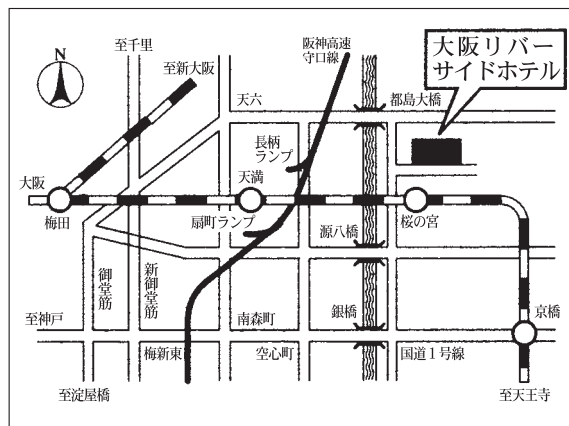 至千里
阪神高速
守口線
大阪リバー
サイドホテル
N
至新大阪
天六
都島大橋
長柄
ランプ
大阪
天満
梅田
扇町ランプ
源八橋
桜の宮
御堂筋
新御堂筋
至神戸
南森町
銀橋
京橋
梅新東
空心町
国道1号線
至淀屋橋
至天王寺